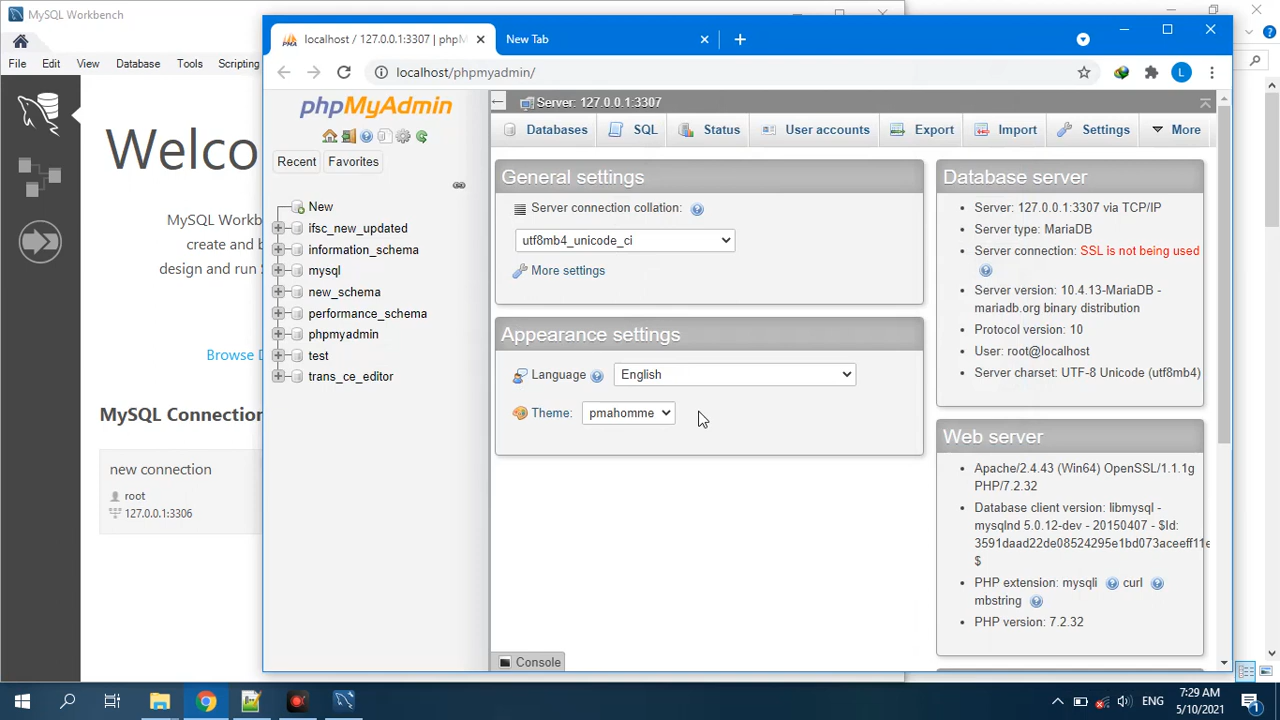 MySQL Workbench
File Edit View Database Tools Scripting
Welco
MySQL Workb
create and b
design and run S
Browse D
MySQL Connection
new connection
root
127.0.0.1:3306
localhost / 127.0.0.1:3307 | phpM
New Tab
localhost/phpmyadmin/
L
phpMyAdmin
Recent Favorites
New
ifsc_new_updated
information_schema
mysql
new_schema
performance_schema
phpmyadmin
test
trans_ce_editor
Server: 127.0.0.1:3307
Databases SQL Status User accounts Export Import Settings More
General settings
Server connection collation:
utf8mb4_unicode_ci
More settings
Appearance settings
Language English
Theme: pmahomme
Console
Database server
Server: 127.0.0.1:3307 via TCP/IP
Server type: MariaDB
Server connection: SSL is not being used
Server version: 10.4.13-MariaDB -
mariadb.org binary distribution
Protocol version: 10
User: root@localhost
Server charset: UTF-8 Unicode (utf8mb4)
Web server
Apache/2.4.43 (Win64) OpenSSL/1.1.1g
PHP/7.2.32
Database client version: libmysql -
mysqlnd 5.0.12-dev - 20150407 - $Id:
3591daad22de08524295e1bd073aceeff11e
$
PHP extension: mysqli curl
mbstring
PHP version: 7.2.32
ENG
7:29 AM
5/10/2021
1